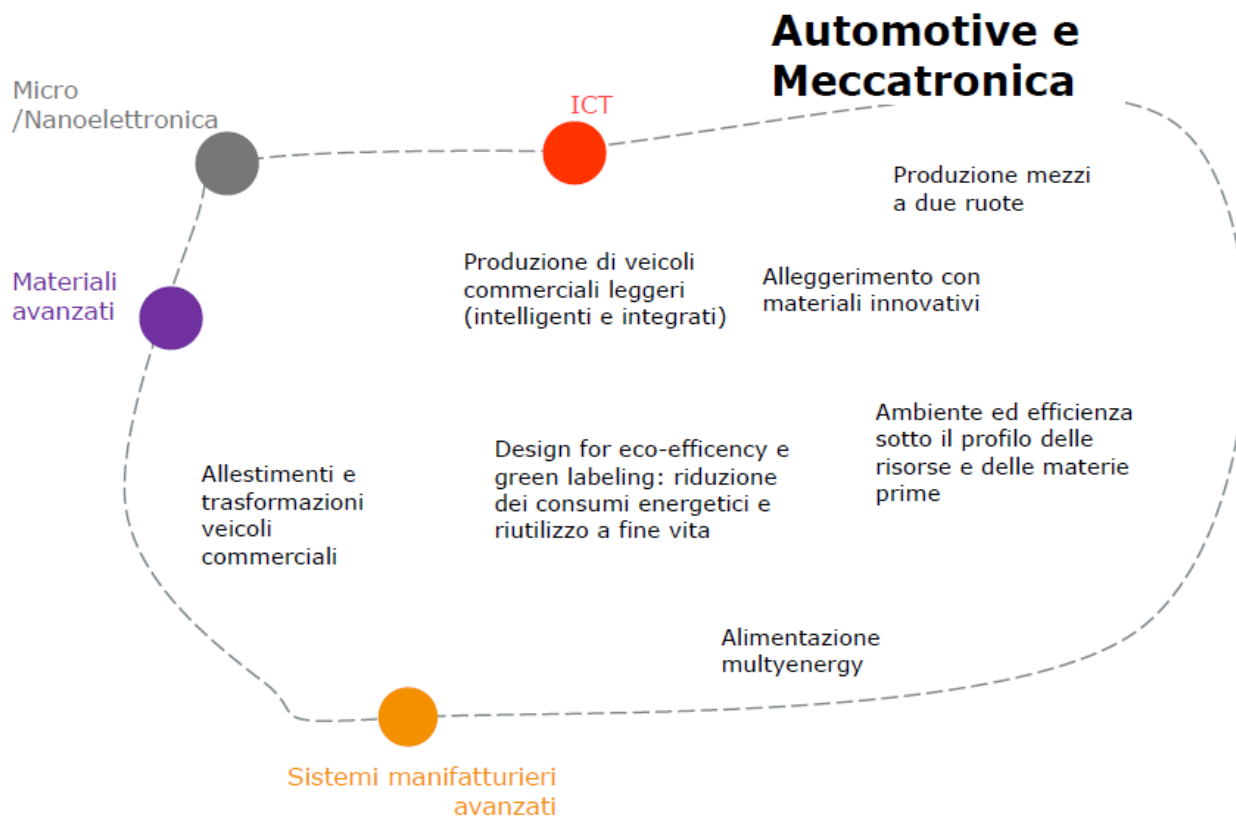 Automotive e
Meccatronica
Micro
/Nanoelettronica
ICT
Produzione mezzi
a due ruote
Materiali
avanzati
Produzione di veicoli
commerciali leggeri
(intelligenti e integrati)
Alleggerimento con
materiali innovativi
Ambiente ed efficienza
sotto il profilo delle
risorse e delle materie
prime
Design for eco-efficency e
green labeling: riduzione
dei consumi energetici e
riutilizzo a fine vita
Allestimenti e
trasformazioni
veicoli
commerciali
Alimentazione
multyenergy
Sistemi manifatturieri
avanzati